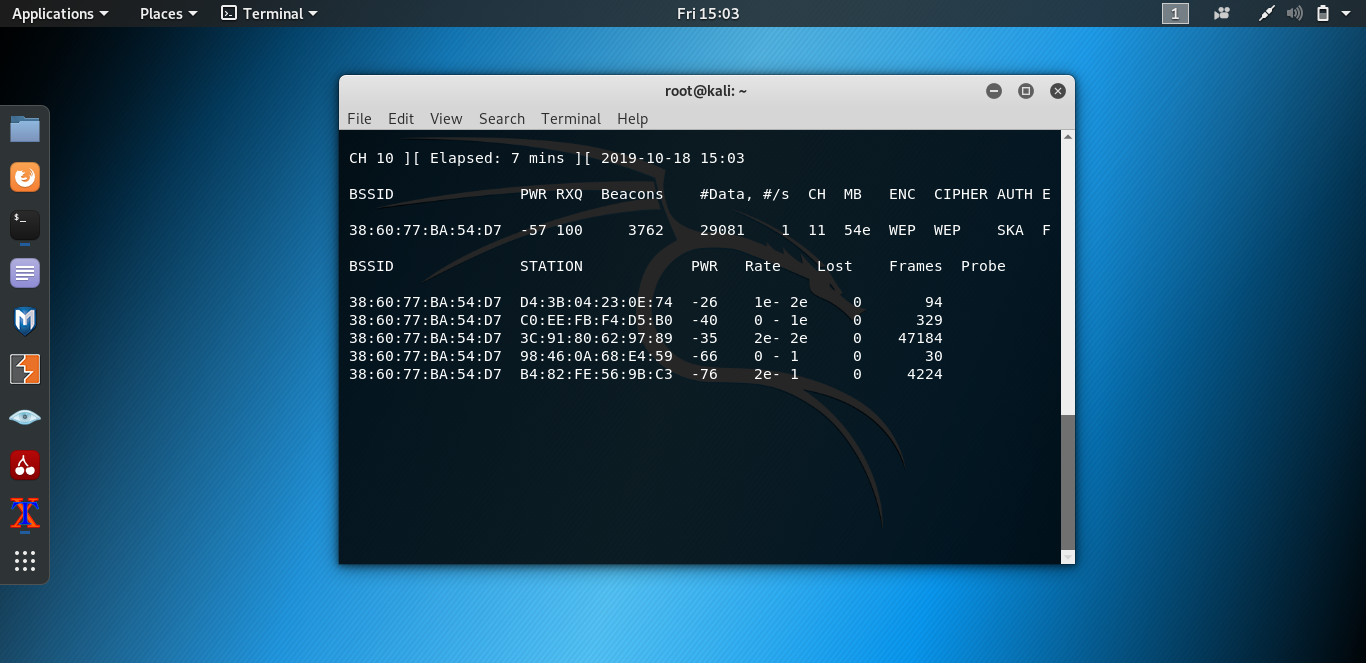 Applications Places Terminal Fri 15:03 1
root@kali: ~
File Edit View Search Terminal Help
CH 10 ][ Elapsed: 7 mins ][ 2019-10-18 15:03
BSSID PWR RXQ Beacons #Data, #/s CH MB ENC CIPHER AUTH E
38:60:77:BA:54:D7 -57 100 3762 29081 1 11 54e WEP WEP SKA F
BSSID STATION PWR Rate Lost Frames Probe
38:60:77:BA:54:D7 D4:3B:04:23:0E:74 -26 1e- 2e 0 94
38:60:77:BA:54:D7 C0:EE:FB:F4:D5:B0 -40 0 - 1e 0 329
38:60:77:BA:54:D7 3C:91:80:62:97:89 -35 2e- 2e 0 47184
38:60:77:BA:54:D7 98:46:0A:68:E4:59 -66 0 - 1 0 30
38:60:77:BA:54:D7 B4:82:FE:56:9B:C3 -76 2e- 1 0 4224
$_